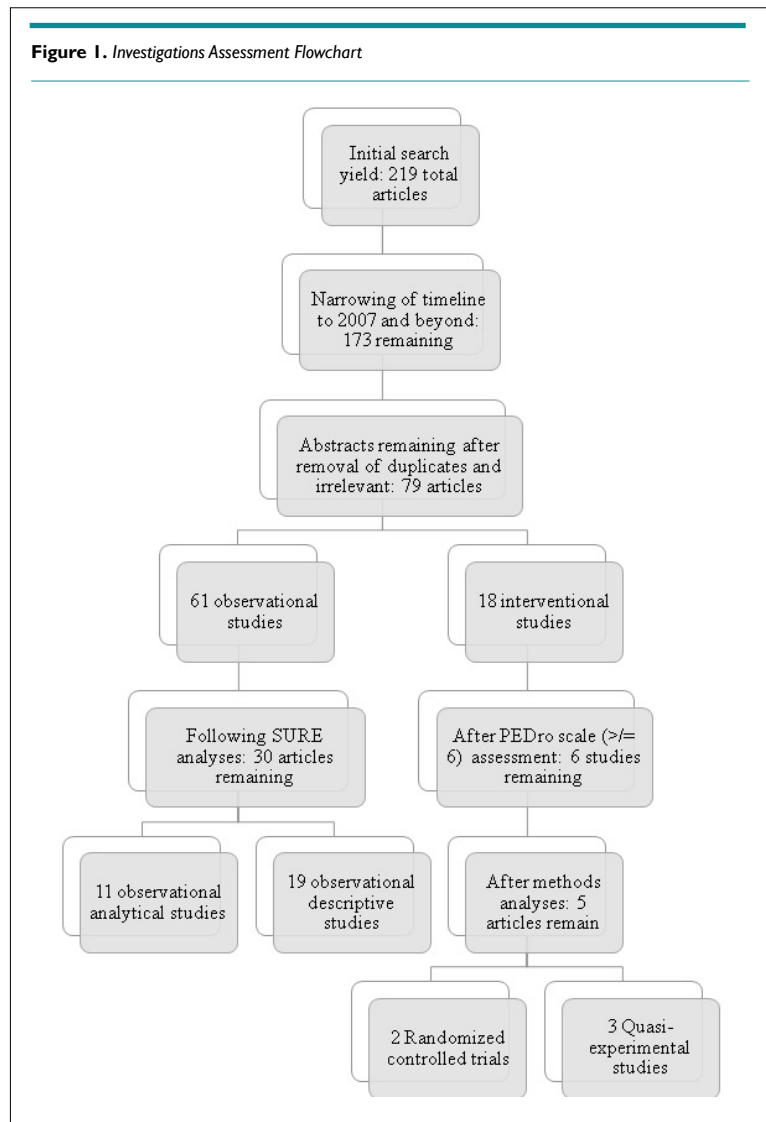 Figure 1. Investigations Assessment Flowchart
Initial search
yield: 219 total
articles
Narrowing of timeline
to 2007 and beyond:
173 remaining
Abstracts remaining after
removal of duplicates and
irrelevant: 79 articles
61 observational
studies
18 interventional
studies
Following SURE
analyses: 30 articles
remaining
After PEDro scale (>/=
6) assessment: 6 studies
remaining
11 observational
analytical studies
19 observational
descriptive
studies
After methods
analyses: 5
articles remain
2 Randomized
controlled trials
3 Quasi-
experimental
studies